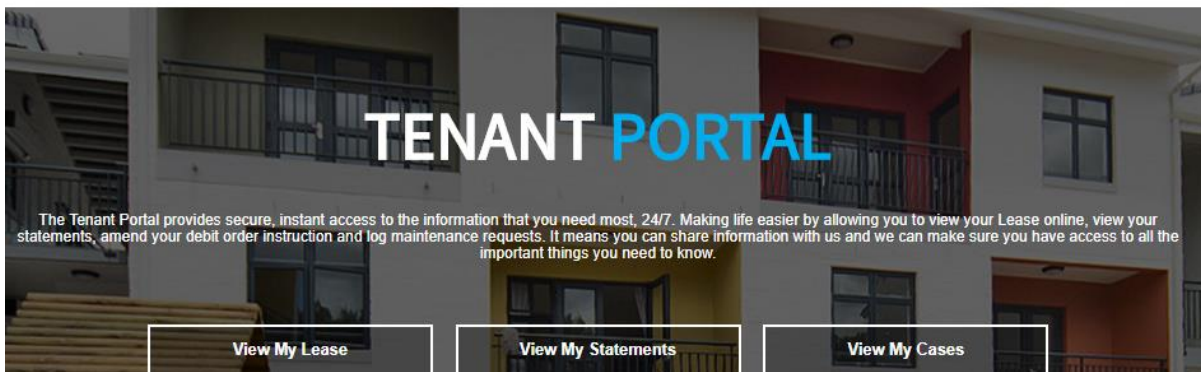 TENANT PORTAL
The Tenant Portal provides secure, instant access to the information that you need most, 24/7. Making life easier by allowing you to view your Lease online, view your
statements, amend your debit order instruction and log maintenance requests. It means you can share information with us and we can make sure you have access to all the
important things you need to know.
View My Lease
View My Statements
View My Cases